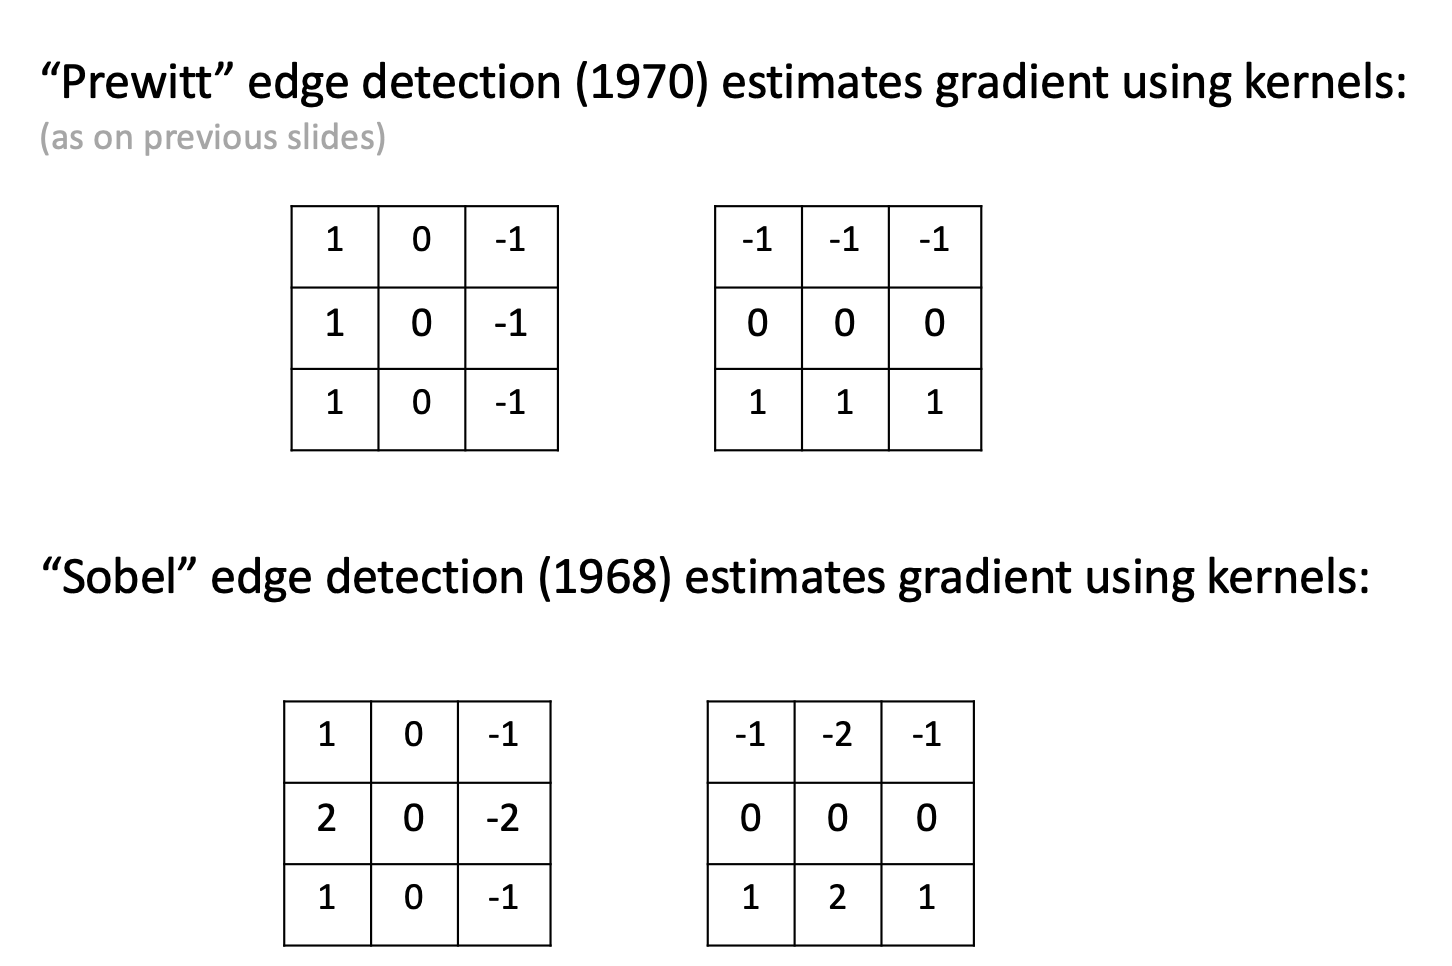 “Prewitt” edge detection (1970) estimates gradient using kernels:
(as on previous slides)
1 0 -1 -1 -1 -1
1 0 -1 0 0 0
1 0 -1 1 1 1
“Sobel” edge detection (1968) estimates gradient using kernels:
1 0 -1 -1 -2 -1
2 0 -2 0 0 0
1 0 -1 1 2 1